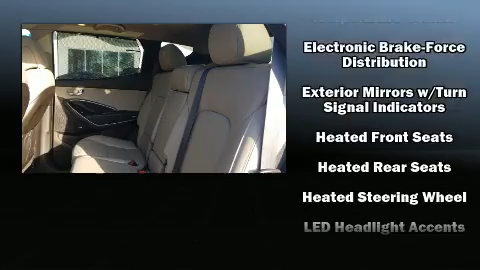 Electronic Brake-Force
Distribution
Exterior Mirrors w/Turn
Signal Indicators
Heated Front Seats
Heated Rear Seats
Heated Steering Wheel
LED Headlight Accents